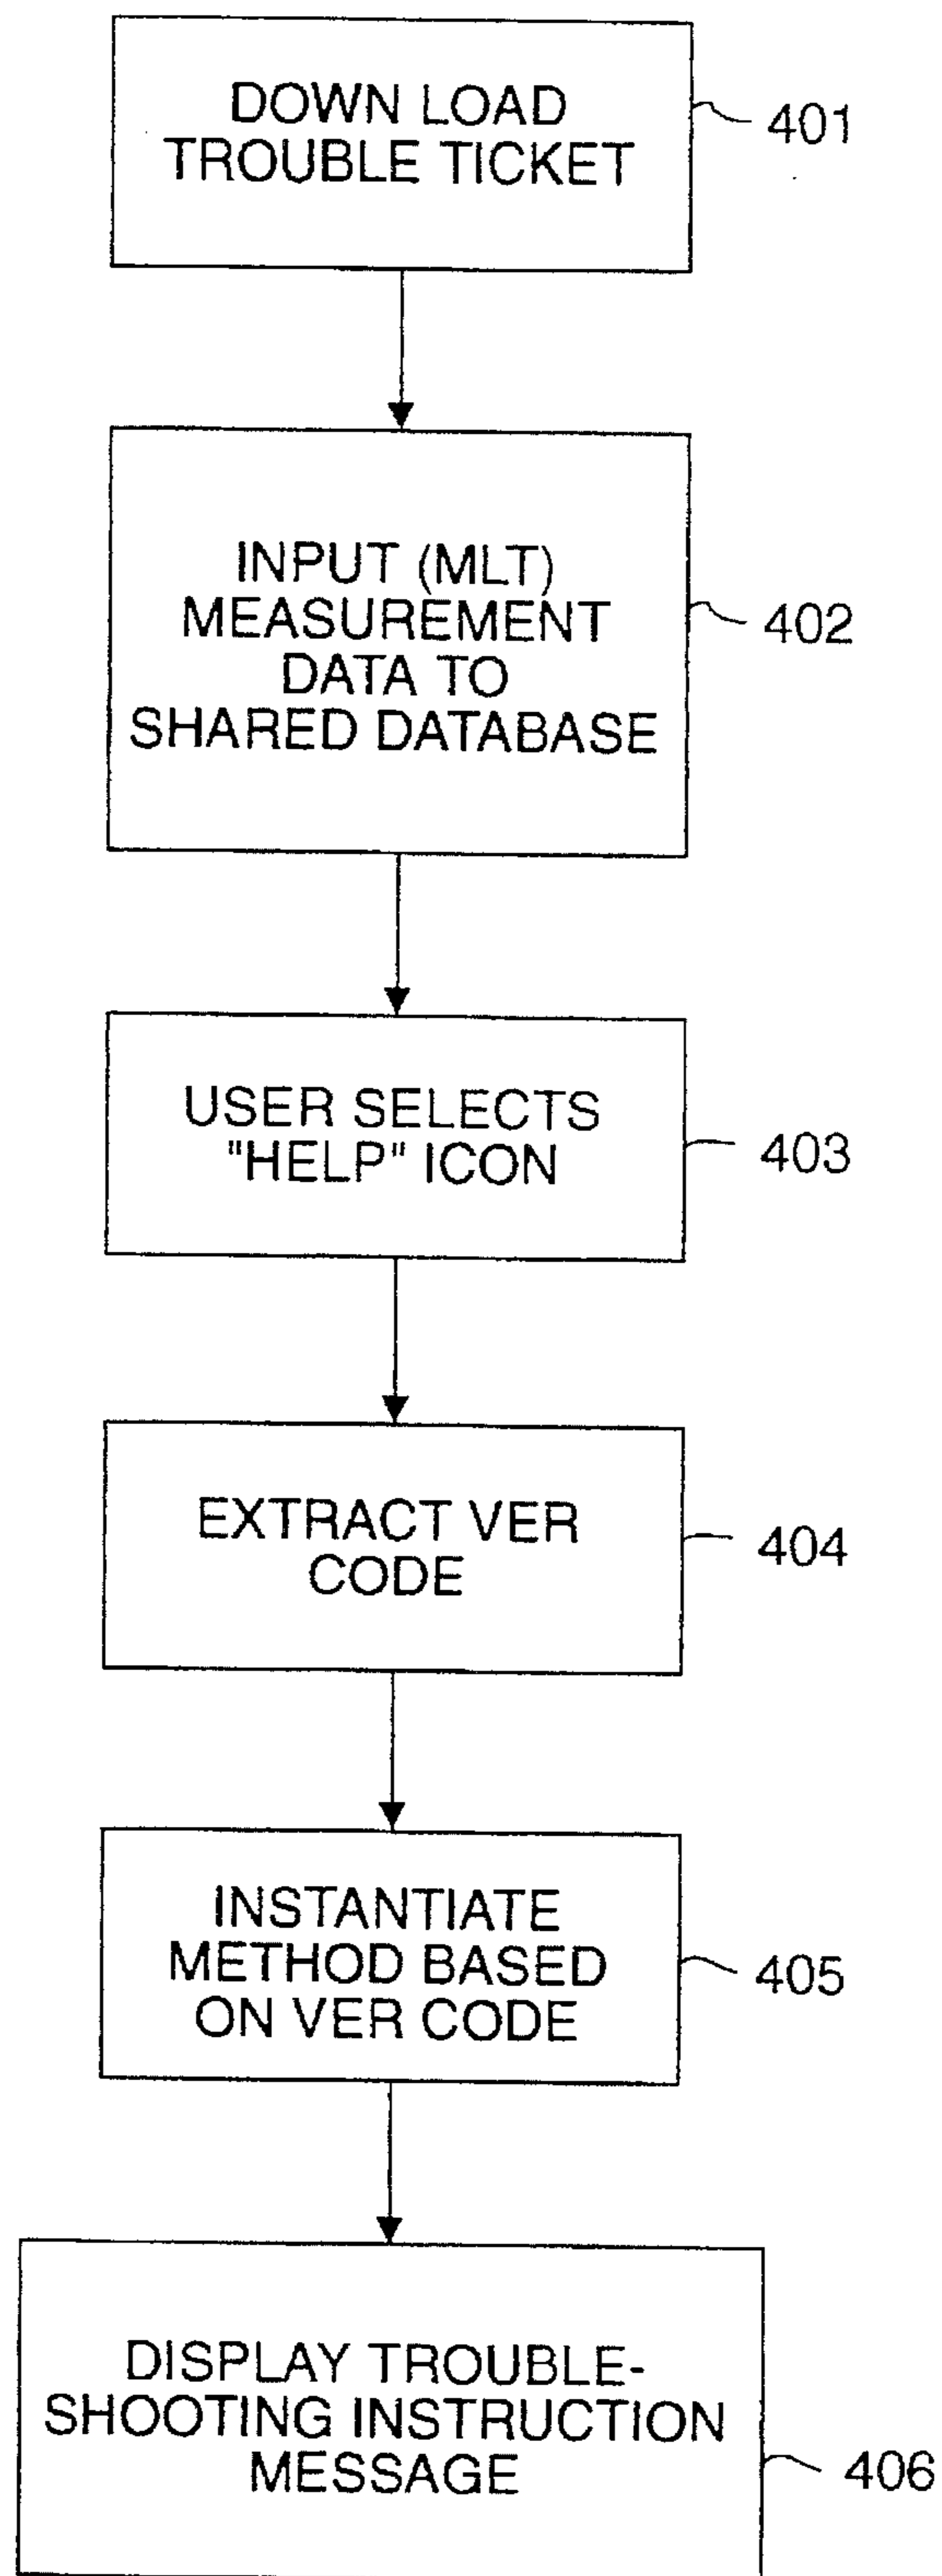 DOWN LOAD
TROUBLE TICKET
401
INPUT (MLT)
MEASUREMENT
DATA TO
SHARED DATABASE
402
USER SELECTS
"HELP" ICON
403
EXTRACT VER
CODE
404
INSTANTIATE
METHOD BASED
ON VER CODE
405
DISPLAY TROUBLE-
SHOOTING INSTRUCTION
MESSAGE
406